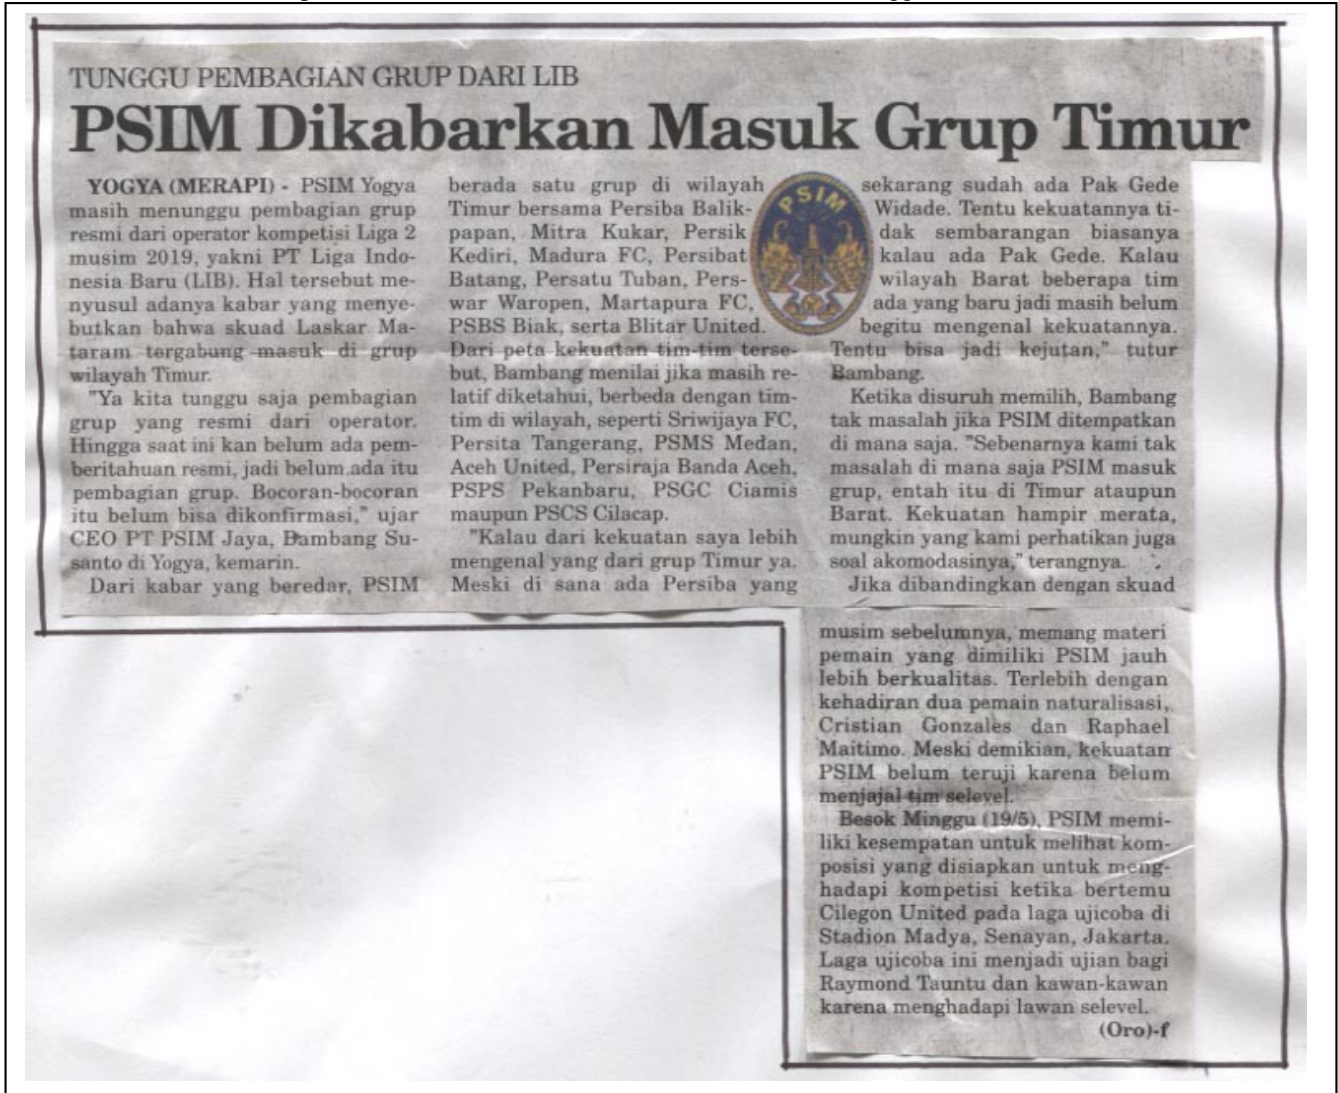 TUNGGU PEMBAGIAN GRUP DARI LIB
PSIM Dikabarkan Masuk Grup Timur
YOGYA (MERAPI) - PSIM Yogya
masih menunggu pembagian grup
resmi dari operator kompetisi Liga 2
musim 2019, yakni PT Liga Indo-
nesia Baru (LIB). Hal tersebut me-
nyusul adanya kabar yang menye-
butkan bahwa skuad Laskar Ma-
taram tergabung masuk di grup
wilayah Timur.
"Ya kita tunggu saja pembagian
grup yang resmi dari operator.
Hingga saat ini kan belum ada pem-
beritahuan resmi, jadi belum ada itu
pembagian grup. Bocoran-bocoran
itu belum bisa dikonfirmasi," ujar
CEO PT PSIM Jaya, Bambang Su-
santo di Yogya, kemarin.
Dari kabar yang beredar, PSIM
berada satu grup di wilayah
Timur bersama Persiba Balik-
papan, Mitra Kukar, Persik
Kediri, Madura FC, Persibat
Batang, Persatu Tuban, Pers-
war Waropen, Martapura FC,
PSBS Biak, serta Blitar United.
Dari peta kekuatan tim-tim terse-
but, Bambang menilai jika masih re-
latif diketahui, berbeda dengan tim-
tim di wilayah, seperti Sriwijaya FC,
Persita Tangerang, PSMS Medan,
Aceh United, Persiraja Banda Aceh,
PSPS Pekanbaru, PSGC Ciamis
maupun PSCS Cilacap.
"Kalau dari kekuatan saya lebih
mengenal yang dari grup Timur ya.
Meski di sana ada Persiba yang
PSIM
sekarang sudah ada Pak Gede
Widade. Tentu kekuatannya ti-
dak sembarangan biasanya
kalau ada Pak Gede. Kalau
wilayah Barat beberapa tim
ada yang baru jadi masih belum
begitu mengenal kekuatannya.
Tentu bisa jadi kejutan," tutur
Bambang.
Ketika disuruh memilih, Bambang
tak masalah jika PSIM ditempatkan
di mana saja. "Sebenarnya kami tak
masalah di mana saja PSIM masuk
grup, entah itu di Timur ataupun
Barat. Kekuatan hampir merata,
mungkin yang kami perhatikan juga
soal akomodasinya," terangnya.
Jika dibandingkan dengan skuad
musim sebelumnya, memang materi
pemain yang dimiliki PSIM jauh
lebih berkualitas. Terlebih dengan
kehadiran dua pemain naturalisasi,
Cristian Gonzales dan Raphael
Maitimo. Meski demikian, kekuatan
PSIM belum teruji karena belum
menjajal tim selevel.
Besok Minggu (19/5), PSIM memi-
liki kesempatan untuk melihat kom-
posisi yang disiapkan untuk meng-
hadapi kompetisi ketika bertemu
Cilegon United pada laga ujicoba di
Stadion Madya, Senayan, Jakarta.
Laga ujicoba ini menjadi ujian bagi
Raymond Tauntu dan kawan-kawan
karena menghadapi lawan selevel.
(Oro)-f